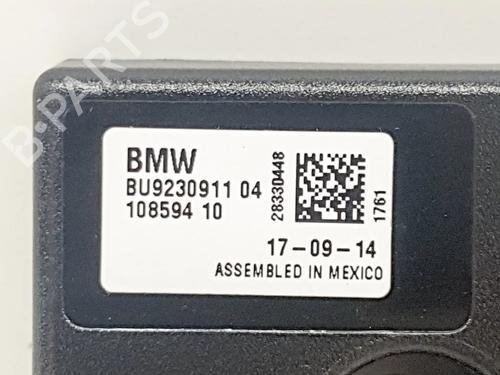 B-PARTS
BMW
BU9230911 04
108594 10
28330448
1761
17-09-14
ASSEMBLED IN MEXICO